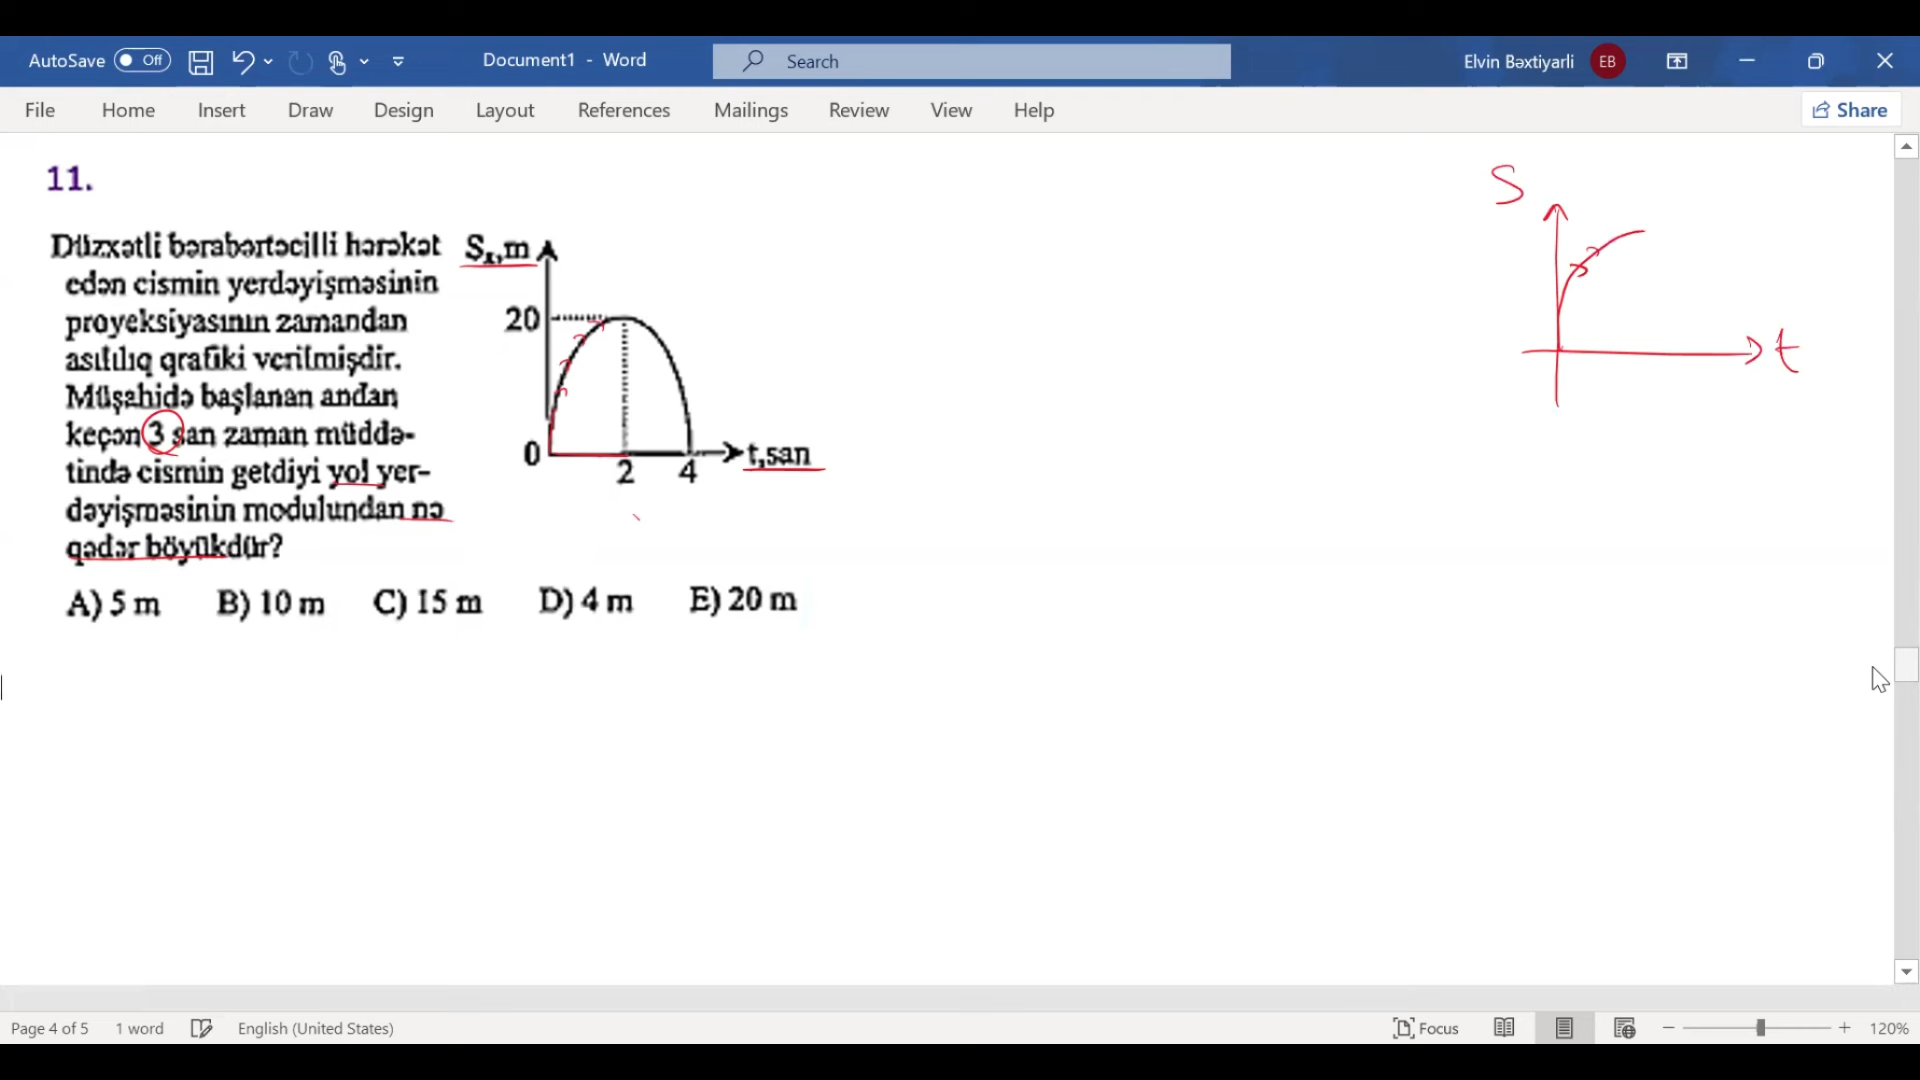 AutoSave Off Document1 - Word Search Elvin Bəxtiyarli EB
File Home Insert Draw Design Layout References Mailings Review View Help Share
11.
Düzxətli bərabərtəcilli hərəkət
edən cismin yerdəyişməsinin
proyeksiyasının zamandan
asılılıq qrafiki verilmişdir.
Müşahidə başlanan andan
keçən 3 san zaman müddə-
tində cismin getdiyi yol yer-
dəyişməsinin modulundan nə
qədər böyükdür?
Sx,m
20
0
2
4
t,san
A) 5 m B) 10 m C) 15 m D) 4 m E) 20 m
S
t
Page 4 of 5 1 word English (United States) Focus 120%